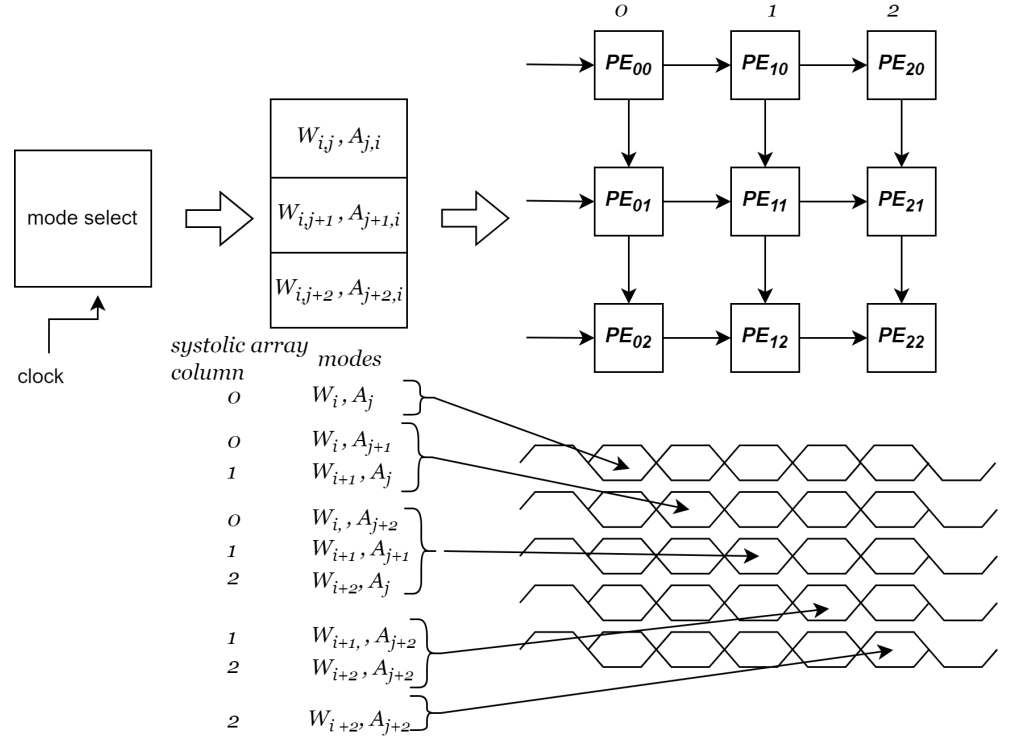 0 1 2
PE00 PE10 PE20
Wi,j , Aj,i
mode select
Wi,j+1 , Aj+1,i
PE01 PE11 PE21
Wi,j+2 , Aj+2,i
PE02 PE12 PE22
clock
systolic array
column
modes
0 Wi , Aj
0 Wi , Aj+1
1 Wi+1 , Aj
0 Wi, , Aj+2
1 Wi+1 , Aj+1
2 Wi+2 , Aj
1 Wi+1, , Aj+2
2 Wi+2 , Aj+2
2 Wi +2 , Aj+2